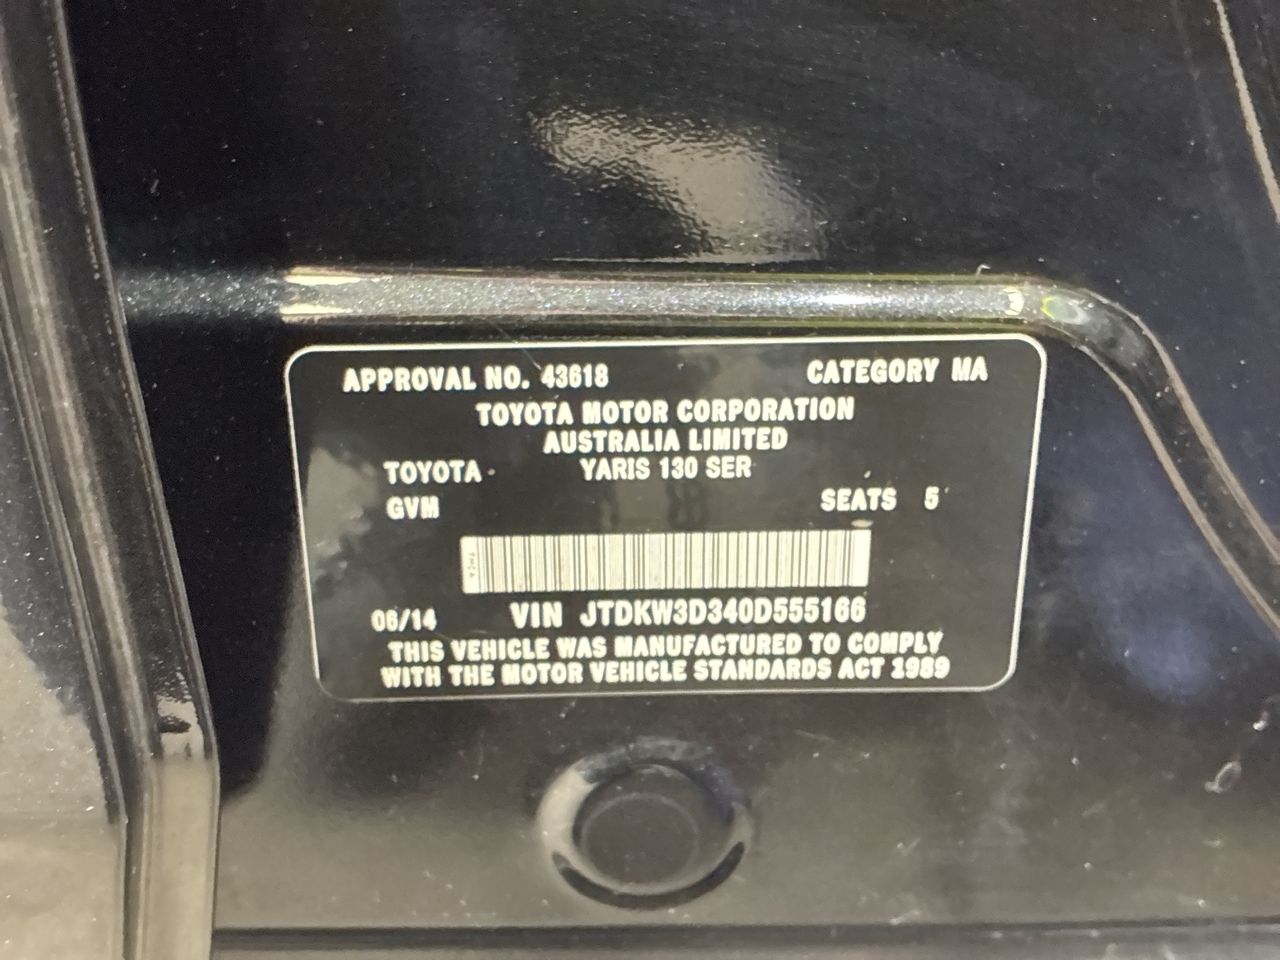 APPROVAL NO. 43618 CATEGORY MA
TOYOTA MOTOR CORPORATION
AUSTRALIA LIMITED
TOYOTA YARIS 130 SER
GVM SEATS 5
06/14 VIN JTDKW3D340D555166
THIS VEHICLE WAS MANUFACTURED TO COMPLY
WITH THE MOTOR VEHICLE STANDARDS ACT 1989